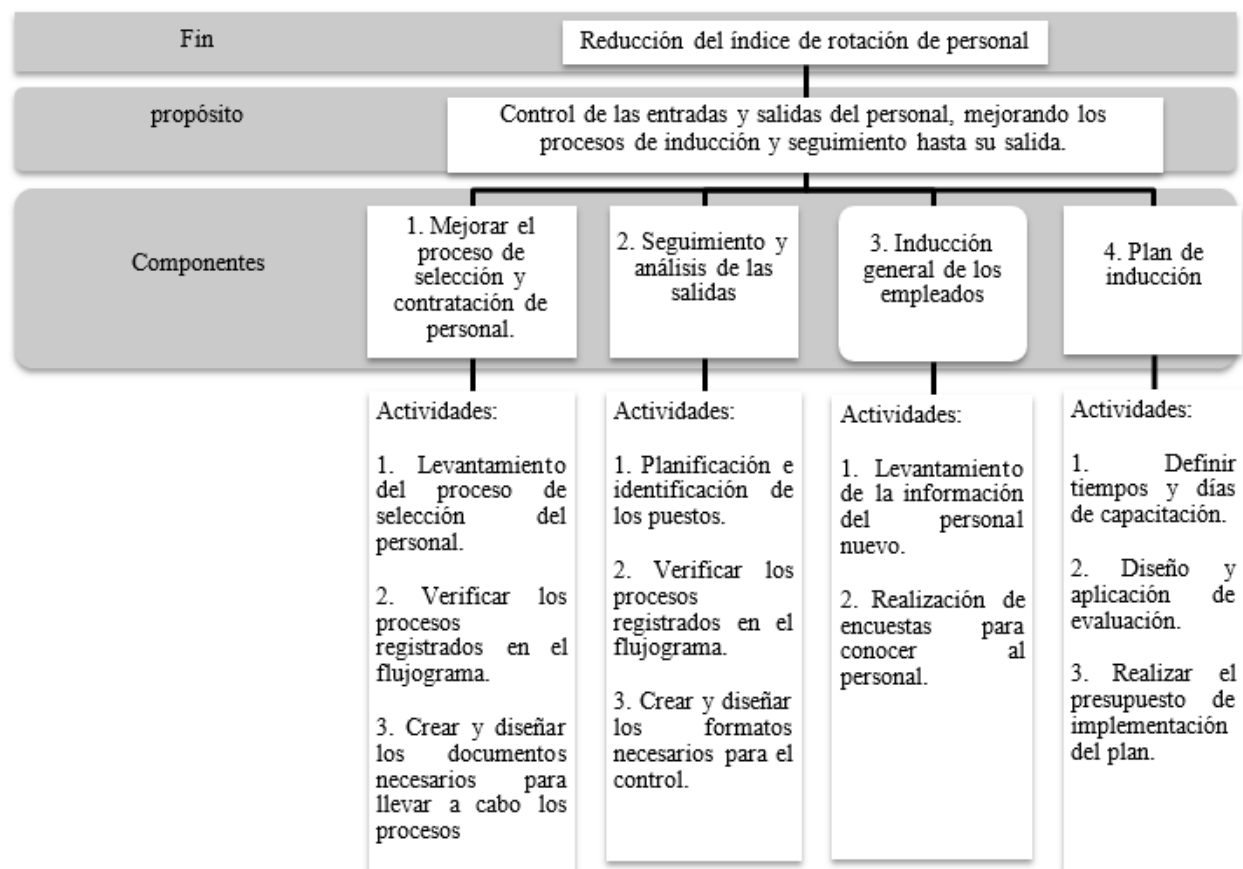 Fin
Reducción del índice de rotación de personal
propósito
Control de las entradas y salidas del personal, mejorando los
procesos de inducción y seguimiento hasta su salida.
Componentes
1. Mejorar el
proceso de
selección y
contratación de
personal.
2. Seguimiento y
análisis de las
salidas
3. Inducción
general de los
empleados
4. Plan de
inducción
Actividades:
1. Levantamiento
del proceso de
selección del
personal.
2. Verificar los
procesos
registrados en el
flujograma.
3. Crear y diseñar
los documentos
necesarios para
llevar a cabo los
procesos
Actividades:
1. Planificación e
identificación de
los puestos.
2. Verificar los
procesos
registrados en el
flujograma.
3. Crear y diseñar
los formatos
necesarios para el
control.
Actividades:
1. Levantamiento
de la información
del personal
nuevo.
2. Realización de
encuestas para
conocer al
personal.
Actividades:
1. Definir
tiempos y días
de capacitación.
2. Diseño y
aplicación de
evaluación.
3. Realizar el
presupuesto de
implementación
del plan.